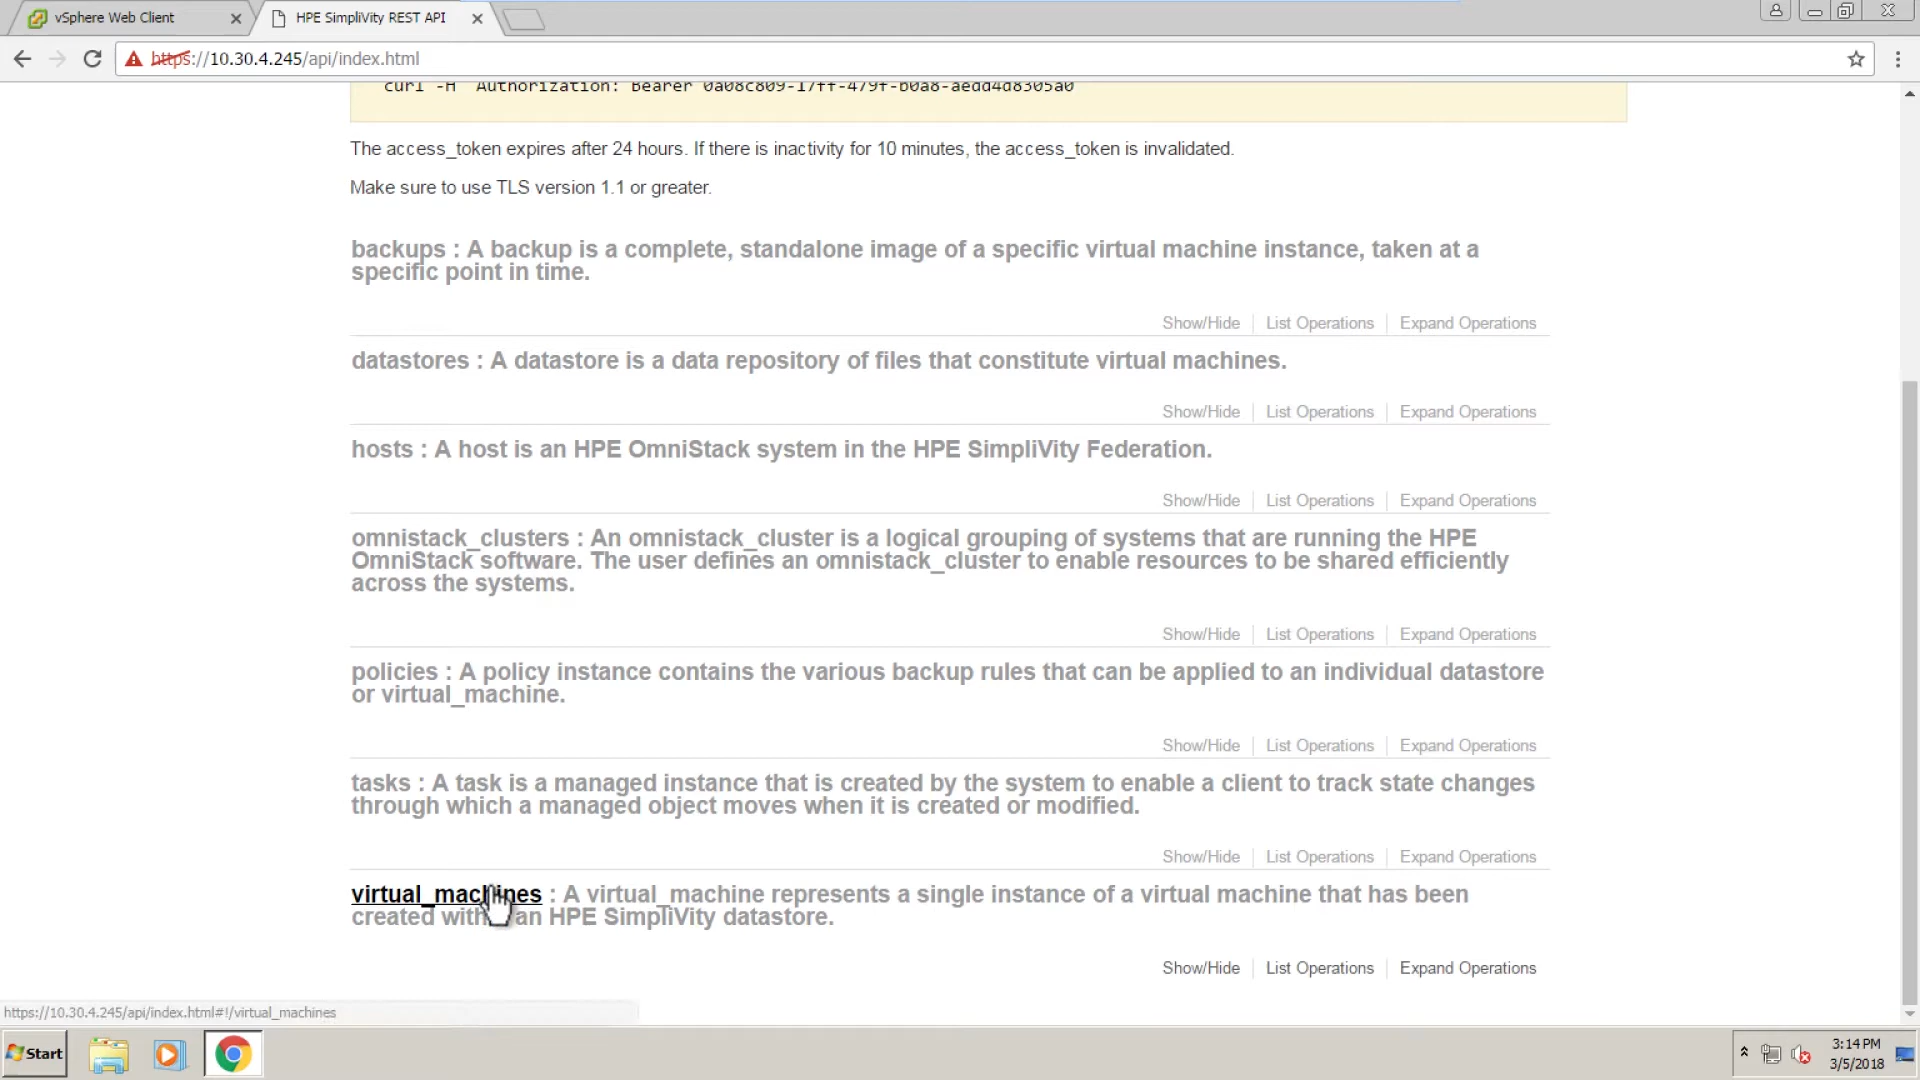 vSphere Web Client
HPE SimpliVity REST API
https://10.30.4.245/api/index.html
curl -H  Authorization: Bearer 0a08c809-17ff-479f-b0a8-aedd4d8305a0
The access_token expires after 24 hours. If there is inactivity for 10 minutes, the access_token is invalidated.
Make sure to use TLS version 1.1 or greater.
backups : A backup is a complete, standalone image of a specific virtual machine instance, taken at a
specific point in time.
Show/Hide List Operations Expand Operations
datastores : A datastore is a data repository of files that constitute virtual machines.
Show/Hide List Operations Expand Operations
hosts : A host is an HPE OmniStack system in the HPE SimpliVity Federation.
Show/Hide List Operations Expand Operations
omnistack_clusters : An omnistack_cluster is a logical grouping of systems that are running the HPE
OmniStack software. The user defines an omnistack_cluster to enable resources to be shared efficiently
across the systems.
Show/Hide List Operations Expand Operations
policies : A policy instance contains the various backup rules that can be applied to an individual datastore
or virtual_machine.
Show/Hide List Operations Expand Operations
tasks : A task is a managed instance that is created by the system to enable a client to track state changes
through which a managed object moves when it is created or modified.
Show/Hide List Operations Expand Operations
virtual_machines : A virtual_machine represents a single instance of a virtual machine that has been
created with an HPE SimpliVity datastore.
Show/Hide List Operations Expand Operations
https://10.30.4.245/api/index.html#!/virtual_machines
Start
3:14 PM
3/5/2018